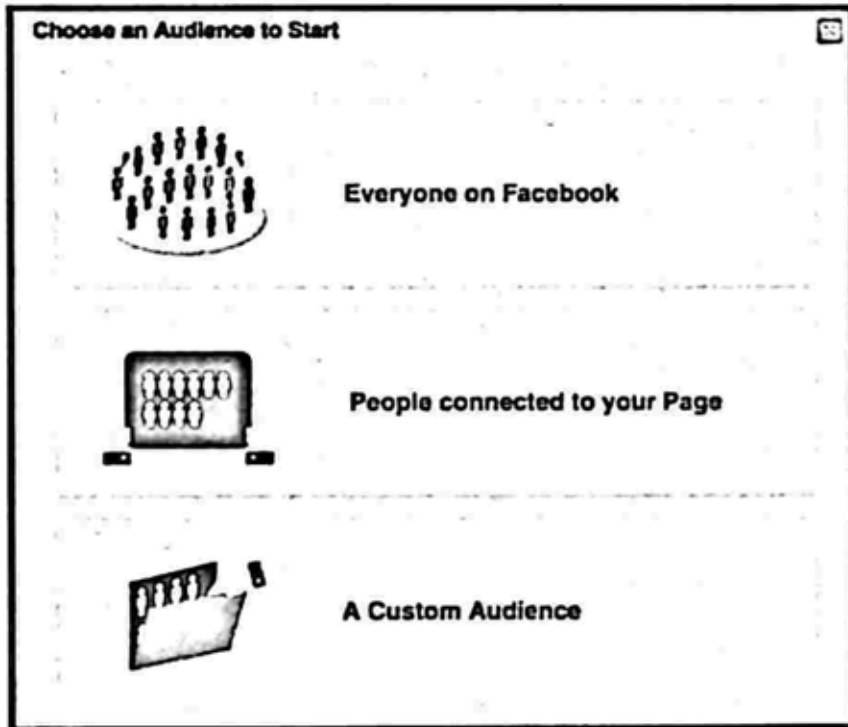 Choose an Audience to Start
Everyone on Facebook
People connected to your Page
A Custom Audience